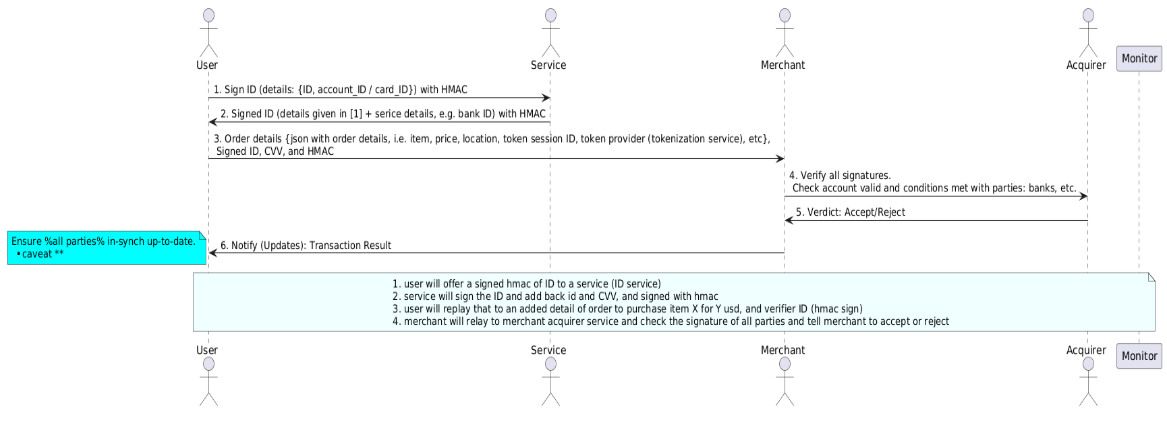 User
Service
Merchant
Acquirer
Monitor
1. Sign ID (details: {ID, account_ID / card_ID}) with HMAC
2. Signed ID (details given in [1] + serice details, e.g. bank ID) with HMAC
3. Order details {json with order details, i.e. item, price, location, token session ID, token provider (tokenization service), etc},
Signed ID, CVV, and HMAC
4. Verify all signatures.
Check account valid and conditions met with parties: banks, etc.
5. Verdict: Accept/Reject
Ensure %all parties% in-synch up-to-date.
▪ caveat **
6. Notify (Updates): Transaction Result
1. user will offer a signed hmac of ID to a service (ID service)
2. service will sign the ID and add back id and CVV, and signed with hmac
3. user will replay that to an added detail of order to purchase item X for Y usd, and verifier ID (hmac sign)
4. merchant will relay to merchant acquirer service and check the signature of all parties and tell merchant to accept or reject
User
Service
Merchant
Acquirer
Monitor